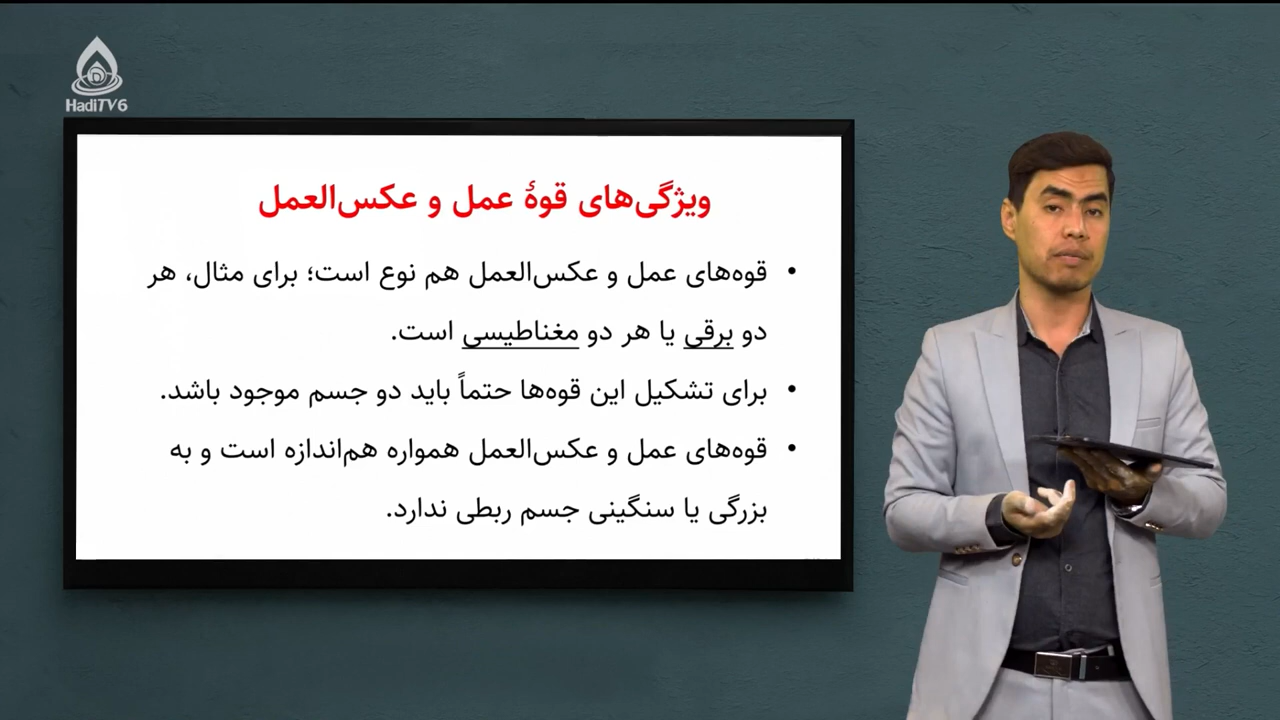 HadiTV6
ویژگی‌های قوهٔ عمل و عکس‌العمل
• قوه‌های عمل و عکس‌العمل هم نوع است؛ برای مثال، هر
دو برقی یا هر دو مغناطیسی است.
• برای تشکیل این قوه‌ها حتماً باید دو جسم موجود باشد.
• قوه‌های عمل و عکس‌العمل همواره هم‌اندازه است و به
بزرگی یا سنگینی جسم ربطی ندارد.